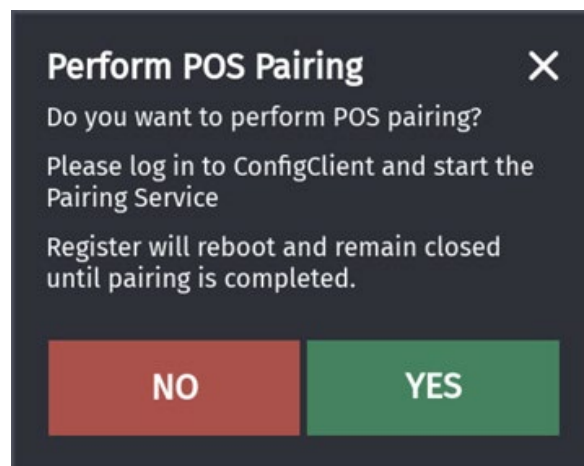 Perform POS Pairing
Do you want to perform POS pairing?
Please log in to ConfigClient and start the
Pairing Service
Register will reboot and remain closed
until pairing is completed.
NO
YES